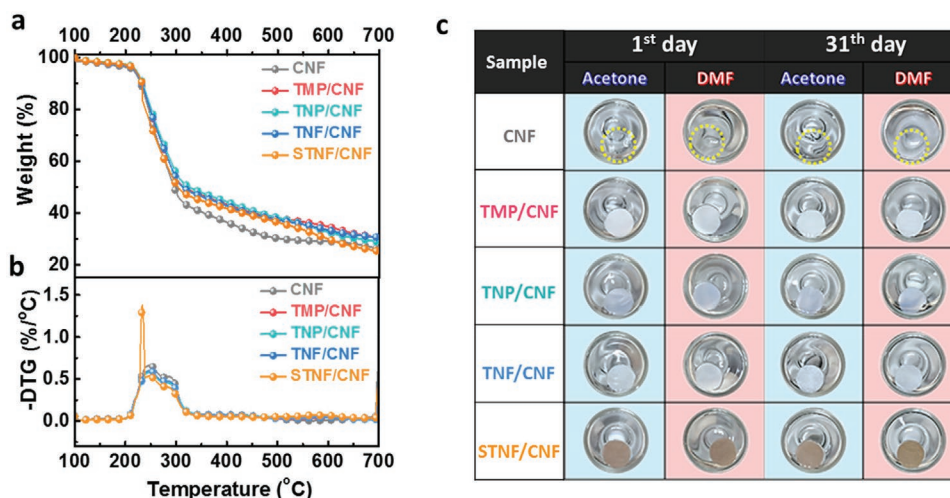 a
100 200 300 400 500 600 700
100
80
60
40
20
Weight (%)
CNF
TMP/CNF
TNP/CNF
TNF/CNF
STNF/CNF
b
1.5
1.0
0.5
0.0
-DTG (%/°C)
CNF
TMP/CNF
TNP/CNF
TNF/CNF
STNF/CNF
100 200 300 400 500 600 700
Temperature (°C)
c
Sample 1st day 31th day
Acetone DMF Acetone DMF
CNF
TMP/CNF
TNP/CNF
TNF/CNF
STNF/CNF